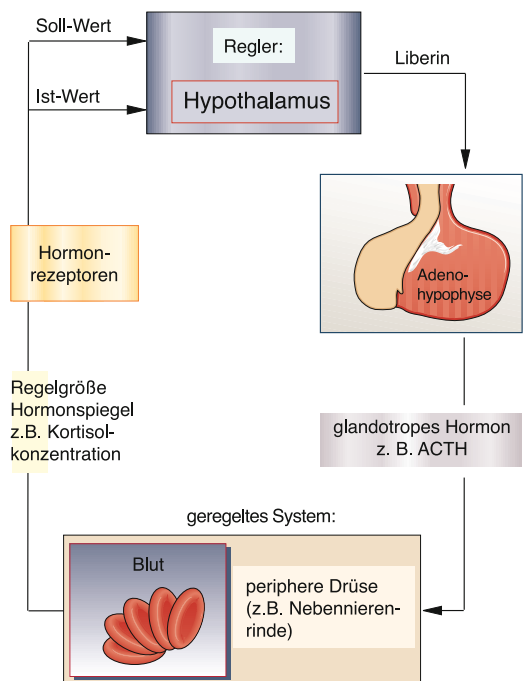 Soll-Wert
Regler:
Liberin
Ist-Wert
Hypothalamus
Hormon-
rezeptoren
Adeno-
hypophyse
Regelgröße
Hormonspiegel
z.B. Kortisol-
konzentration
glandotropes Hormon
z. B. ACTH
geregeltes System:
Blut
periphere Drüse
(z.B. Nebennieren-
rinde)